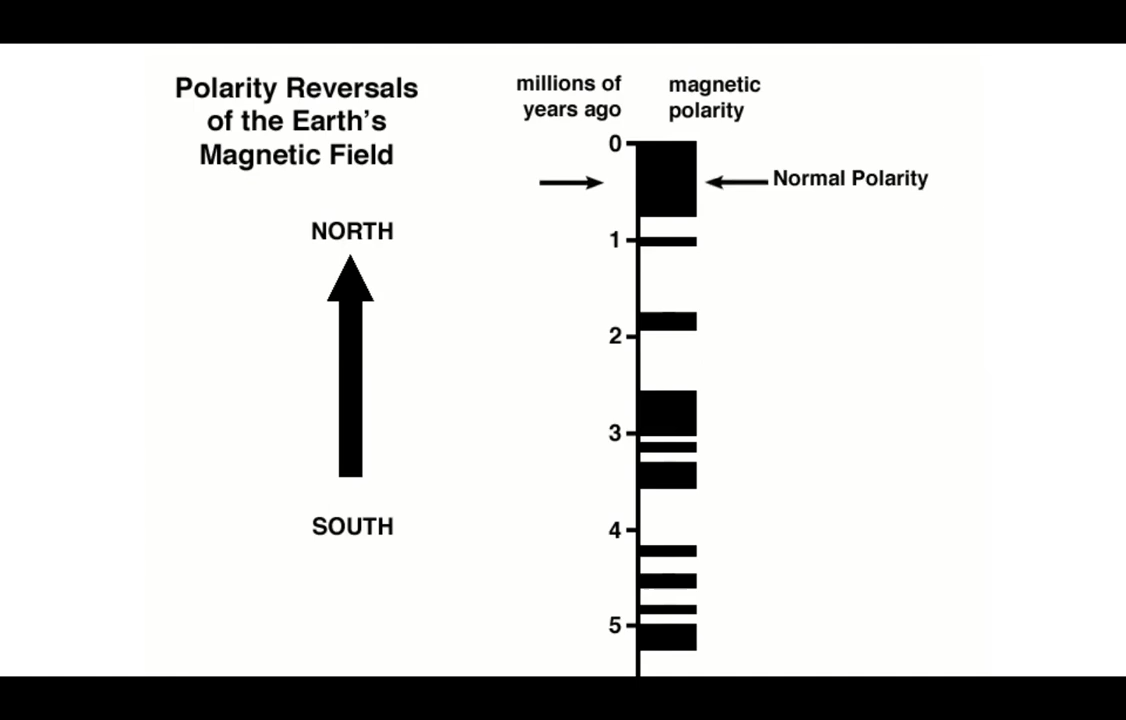 Polarity Reversals
of the Earth’s
Magnetic Field
NORTH
SOUTH
millions of
years ago
magnetic
polarity
0
Normal Polarity
1
2
3
4
5